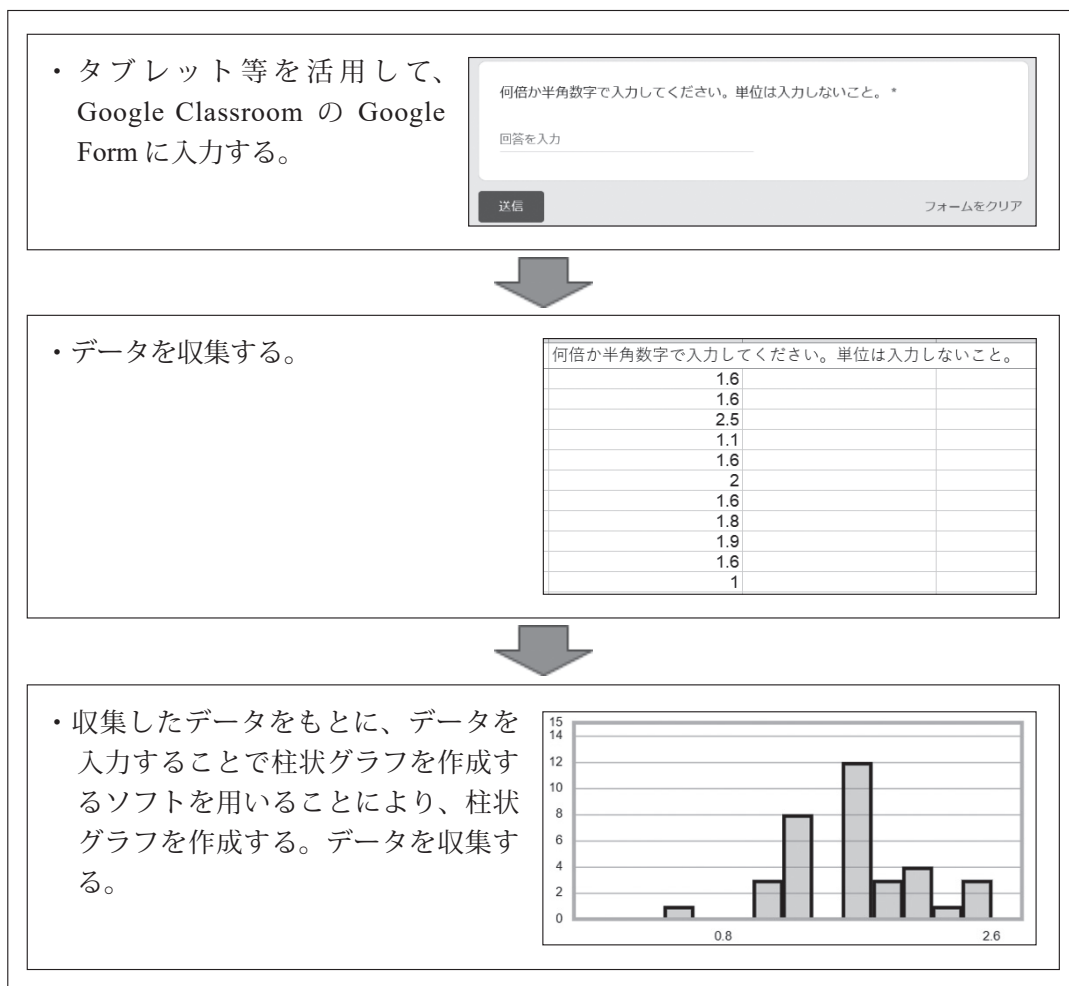 ・タブレット等を活用して、
Google Classroom の Google
Form に入力する。
何倍か半角数字で入力してください。単位は入力しないこと。 *
回答を入力
送信
フォームをクリア
・データを収集する。
何倍か半角数字で入力してください。単位は入力しないこと。
1.6
1.6
2.5
1.1
1.6
2
1.6
1.8
1.9
1.6
1
・収集したデータをもとに、データを
入力することで柱状グラフを作成す
るソフトを用いることにより、柱状
グラフを作成する。データを収集す
る。
15
14
12
10
8
6
4
2
0
0.8 2.6